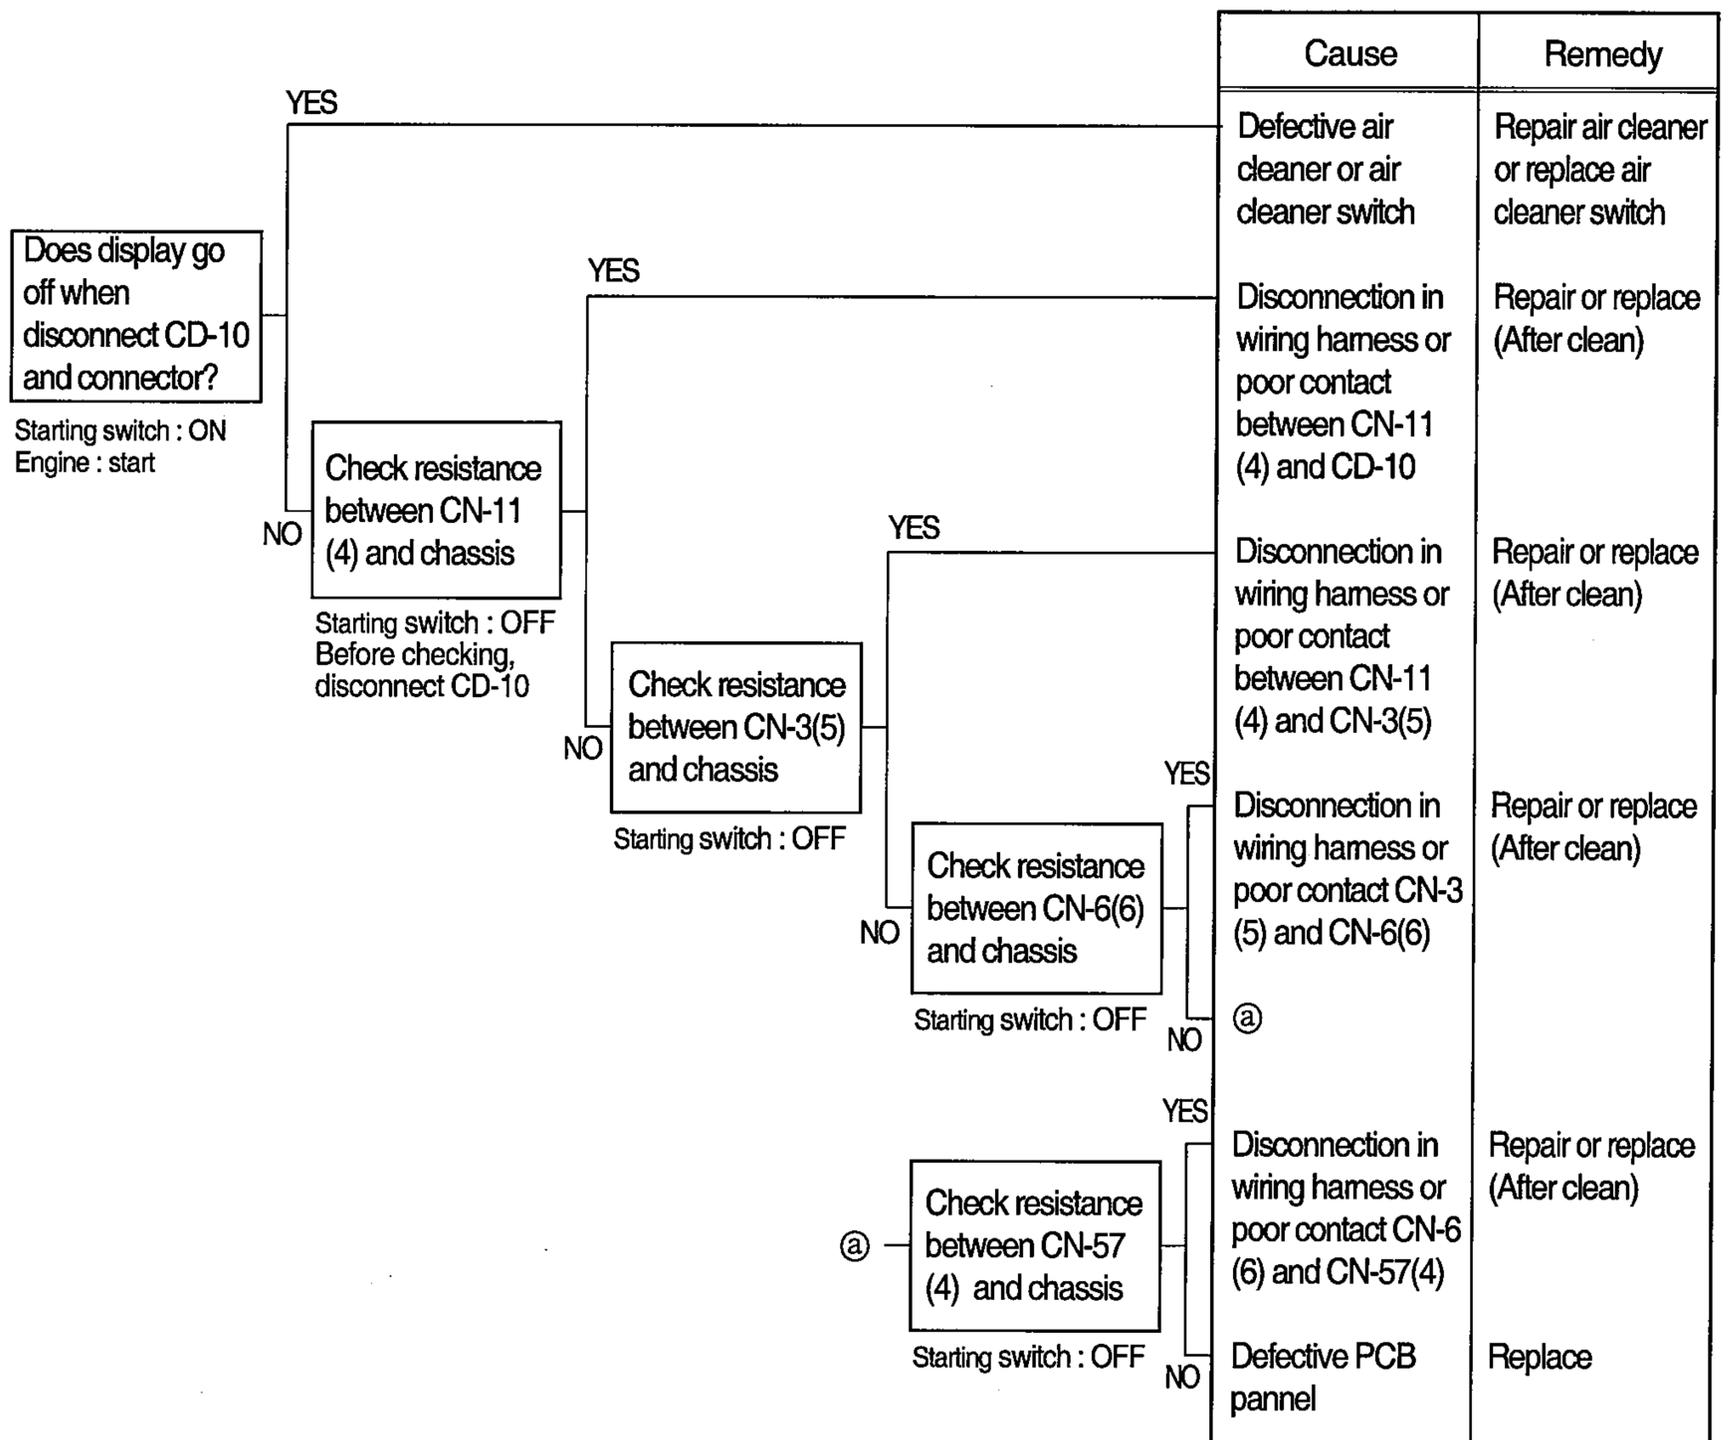 Cause
Remedy
YES
Defective air
cleaner or air
cleaner switch
Repair air cleaner
or replace air
cleaner switch
Does display go
off when
disconnect CD-10
and connector?
Starting switch : ON
Engine : start
YES
Disconnection in
wiring harness or
poor contact
between CN-11
(4) and CD-10
Repair or replace
(After clean)
NO
Check resistance
between CN-11
(4) and chassis
Starting switch : OFF
Before checking,
disconnect CD-10
YES
Disconnection in
wiring harness or
poor contact
between CN-11
(4) and CN-3(5)
Repair or replace
(After clean)
NO
Check resistance
between CN-3(5)
and chassis
Starting switch : OFF
YES
Disconnection in
wiring harness or
poor contact CN-3
(5) and CN-6(6)
Repair or replace
(After clean)
NO
Check resistance
between CN-6(6)
and chassis
Starting switch : OFF
NO
ⓐ
YES
Disconnection in
wiring harness or
poor contact CN-6
(6) and CN-57(4)
Repair or replace
(After clean)
ⓐ
Check resistance
between CN-57
(4) and chassis
Starting switch : OFF
NO
Defective PCB
pannel
Replace